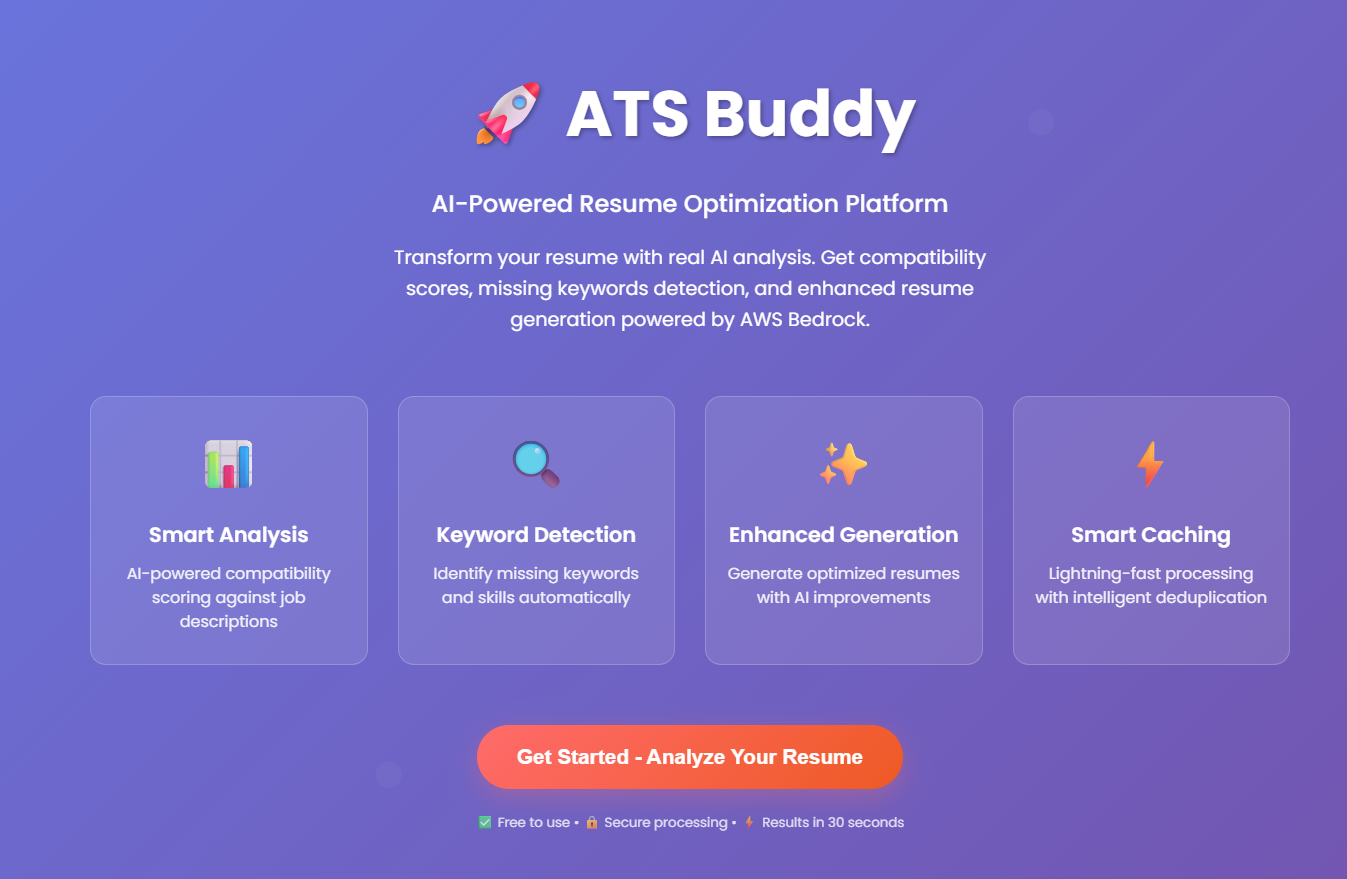 🚀 ATS Buddy
AI-Powered Resume Optimization Platform
Transform your resume with real AI analysis. Get compatibility
scores, missing keywords detection, and enhanced resume
generation powered by AWS Bedrock.
Smart Analysis
AI-powered compatibility
scoring against job
descriptions
Keyword Detection
Identify missing keywords
and skills automatically
Enhanced Generation
Generate optimized resumes
with AI improvements
Smart Caching
Lightning-fast processing
with intelligent deduplication
Get Started - Analyze Your Resume
✅ Free to use • 🔒 Secure processing • ⚡ Results in 30 seconds